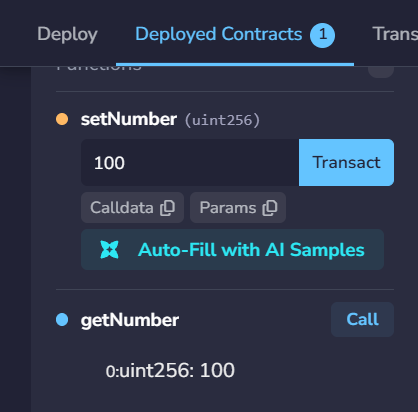 Deploy Deployed Contracts 1 Trans
Functions
setNumber (uint256)
100 Transact
Calldata Params
Auto-Fill with AI Samples
getNumber Call
0:uint256: 100